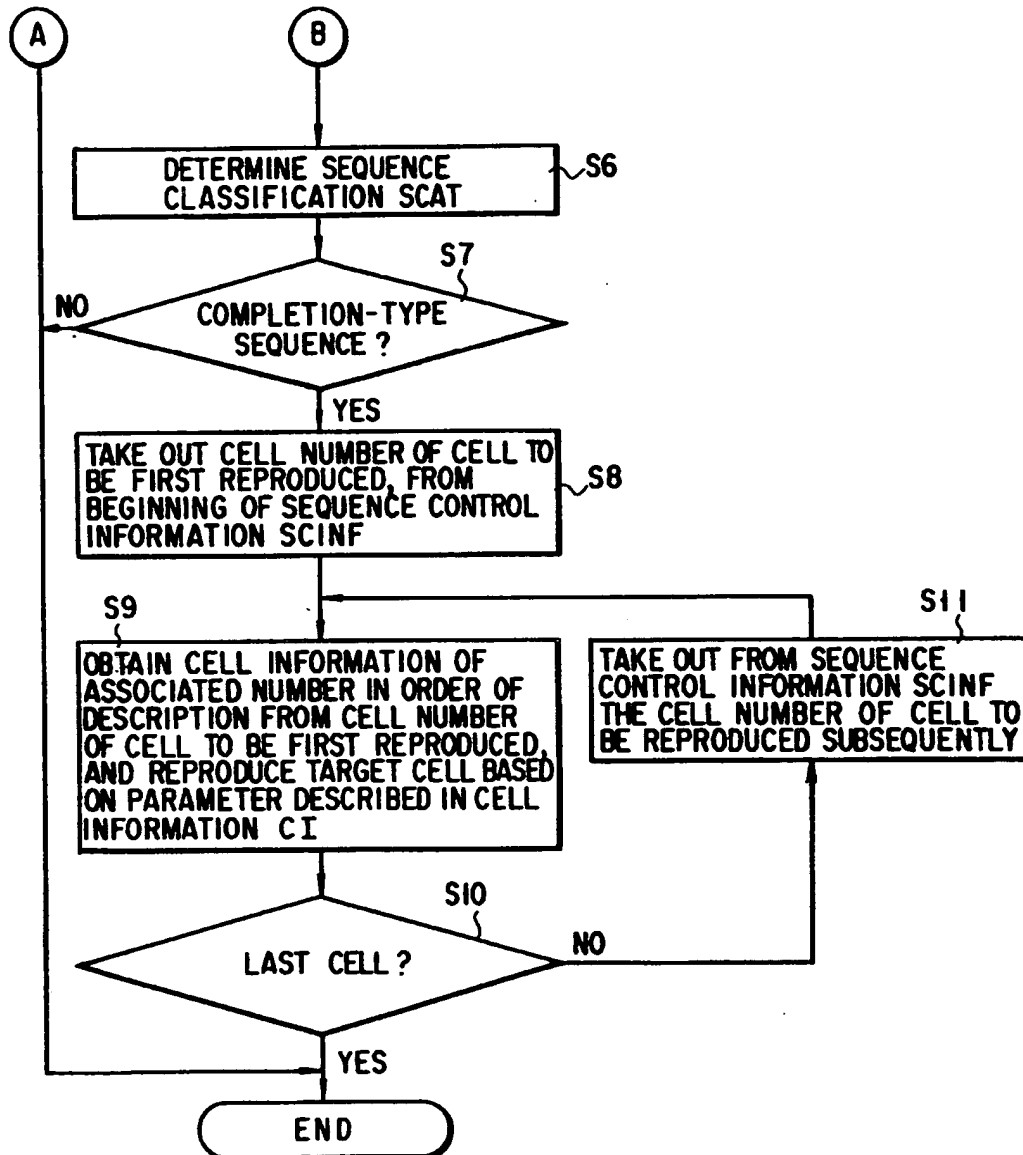 A
B
DETERMINE SEQUENCE
CLASSIFICATION SCAT
S6
S7
NO
COMPLETION-TYPE
SEQUENCE?
YES
TAKE OUT CELL NUMBER OF CELL TO
BE FIRST REPRODUCED, FROM
BEGINNING OF SEQUENCE CONTROL
INFORMATION SCINF
S8
S9
OBTAIN CELL INFORMATION OF
ASSOCIATED NUMBER IN ORDER OF
DESCRIPTION FROM CELL NUMBER
OF CELL TO BE FIRST REPRODUCED,
AND REPRODUCE TARGET CELL BASED
ON PARAMETER DESCRIBED IN CELL
INFORMATION CI
S11
TAKE OUT FROM SEQUENCE
CONTROL INFORMATION SCINF
THE CELL NUMBER OF CELL TO
BE REPRODUCED SUBSEQUENTLY
S10
LAST CELL?
NO
YES
END